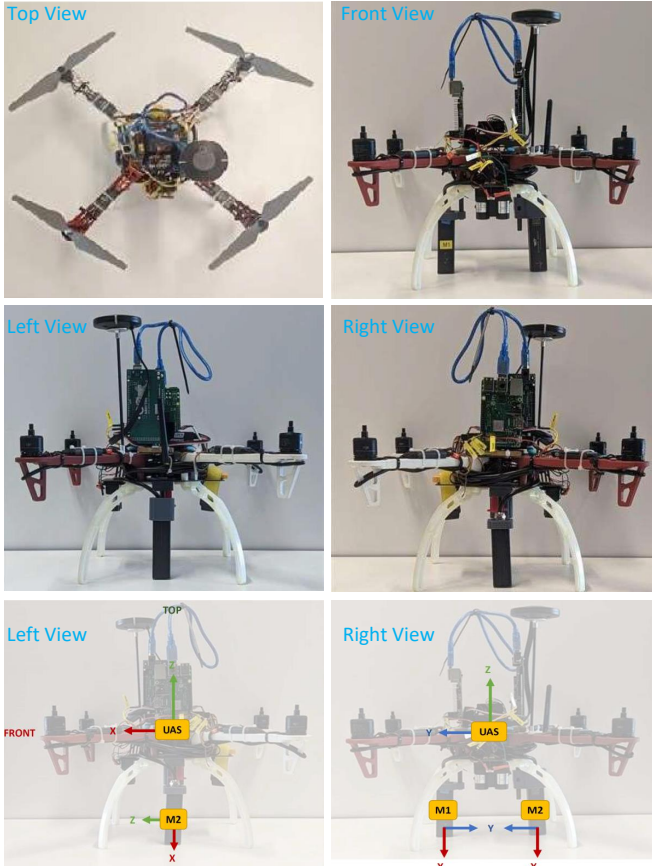 Top View
Front View
M1
Left View
Right View
Left View
TOP
Z
X
UAS
FRONT
Z
M2
X
Right View
Z
Y
UAS
M1
M2
Y
X
X